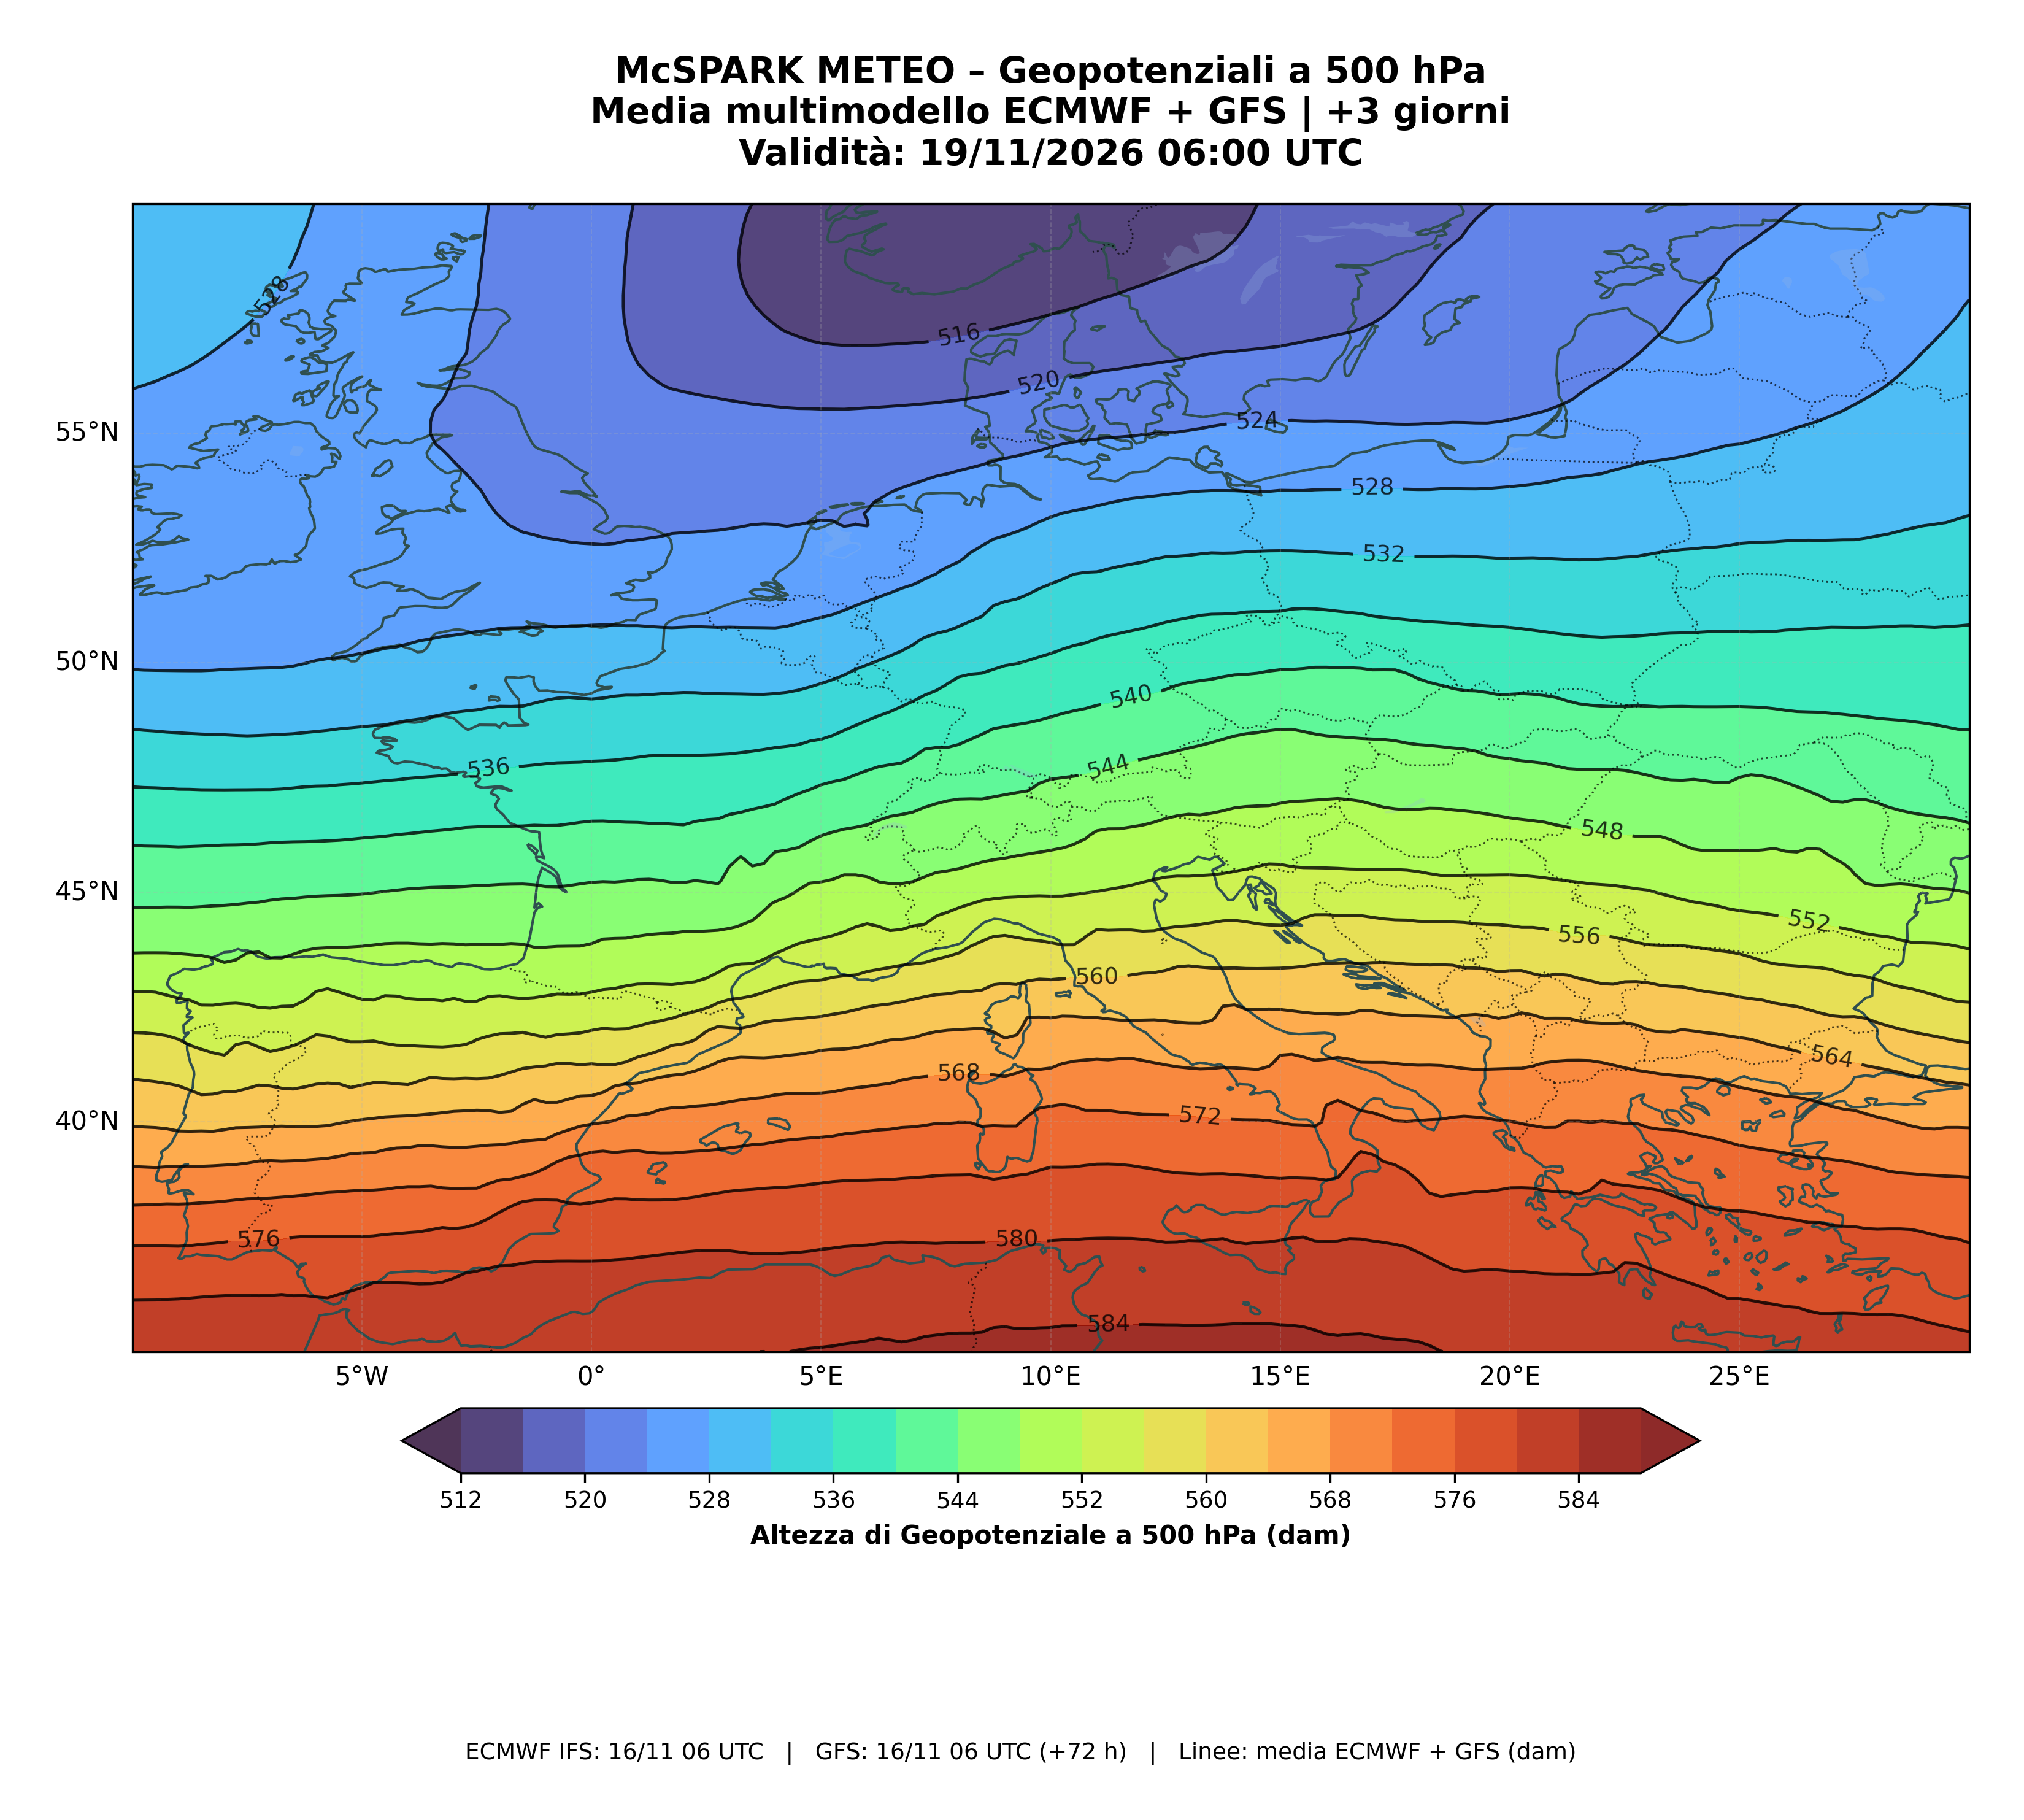 McSPARK METEO – Geopotenziali a 500 hPa
Media multimodello ECMWF + GFS | +3 giorni
Validità: 19/11/2026 06:00 UTC
528
516
520
55°N
524
528
532
50°N
540
536
544
548
45°N
552
556
560
564
568
40°N
572
576
580
584
5°W 0° 5°E 10°E 15°E 20°E 25°E
512 520 528 536 544 552 560 568 576 584
Altezza di Geopotenziale a 500 hPa (dam)
ECMWF IFS: 16/11 06 UTC | GFS: 16/11 06 UTC (+72 h) | Linee: media ECMWF + GFS (dam)